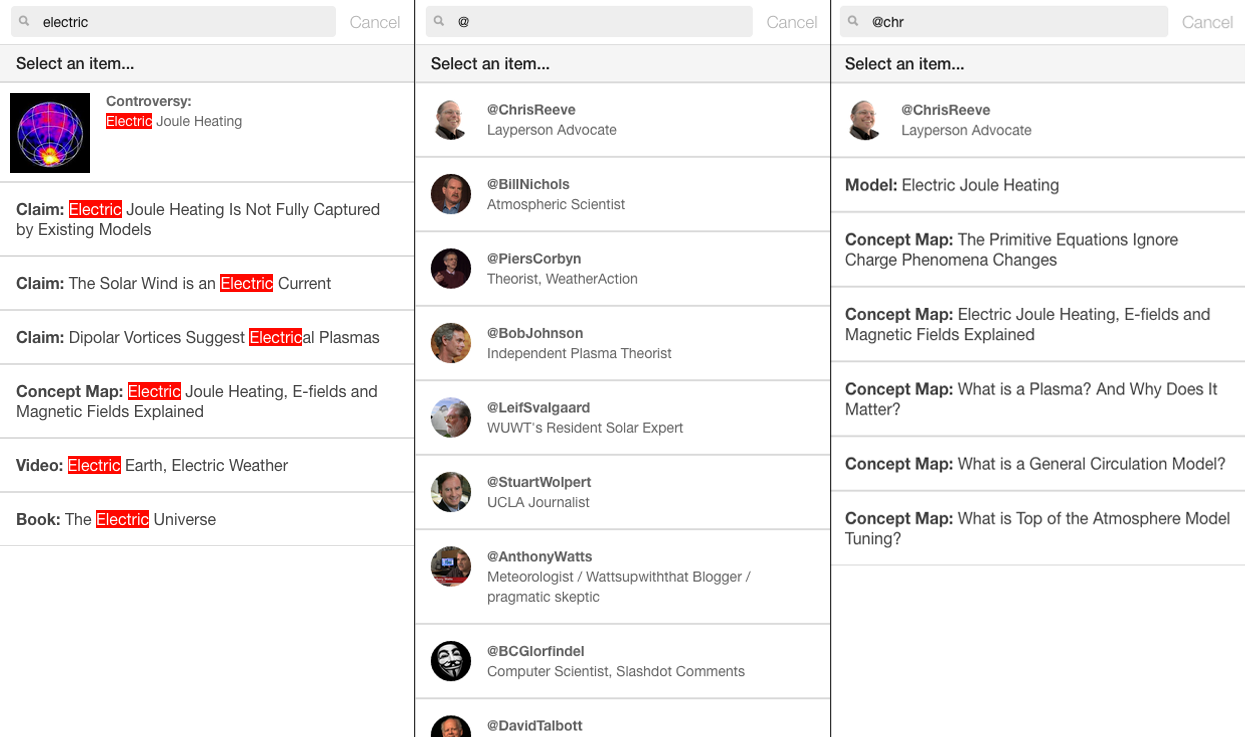 electric
Cancel
Select an item...
Controversy:
Electric Joule Heating
Claim: Electric Joule Heating Is Not Fully Captured
by Existing Models
Claim: The Solar Wind is an Electric Current
Claim: Dipolar Vortices Suggest Electrical Plasmas
Concept Map: Electric Joule Heating, E-fields and
Magnetic Fields Explained
Video: Electric Earth, Electric Weather
Book: The Electric Universe
@
Cancel
Select an item...
@ChrisReeve
Layperson Advocate
@BillNichols
Atmospheric Scientist
@PiersCorbyn
Theorist, WeatherAction
@BobJohnson
Independent Plasma Theorist
@LeifSvalgaard
WUWT's Resident Solar Expert
@StuartWolpert
UCLA Journalist
@AnthonyWatts
Meteorologist / Wattsupwiththat Blogger /
pragmatic skeptic
@BCGlorfindel
Computer Scientist, Slashdot Comments
@DavidTalbott
@chr
Cancel
Select an item...
@ChrisReeve
Layperson Advocate
Model: Electric Joule Heating
Concept Map: The Primitive Equations Ignore
Charge Phenomena Changes
Concept Map: Electric Joule Heating, E-fields and
Magnetic Fields Explained
Concept Map: What is a Plasma? And Why Does It
Matter?
Concept Map: What is a General Circulation Model?
Concept Map: What is Top of the Atmosphere Model
Tuning?